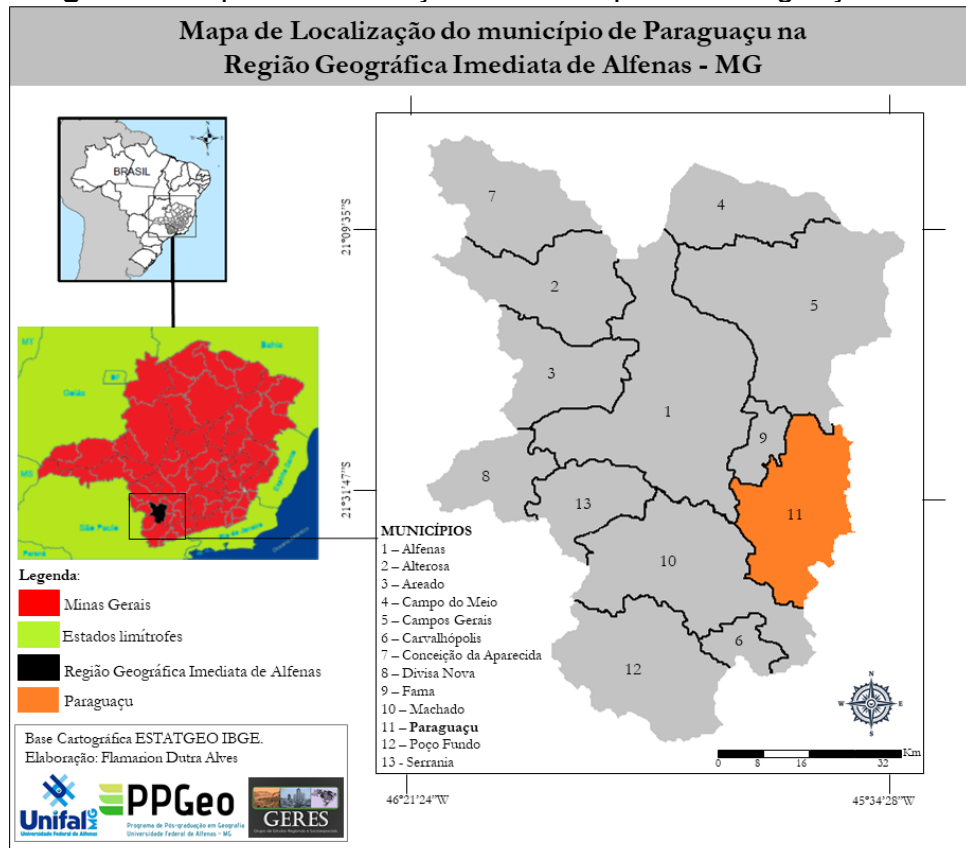 Mapa de Localização do município de Paraguaçu na
Região Geográfica Imediata de Alfenas - MG
BRASIL
MT
Bahia
DF
Goiás
MS
Espírito Santo
São Paulo
Rio de Janeiro
Paraná
Legenda:
Minas Gerais
Estados limítrofes
Região Geográfica Imediata de Alfenas
Paraguaçu
Base Cartográfica ESTATGEO IBGE.
Elaboração: Flamarion Dutra Alves
Unifal MG
Universidade Federal de Alfenas
PPGeo
Programa de Pós-graduação em Geografia
Universidade Federal de Alfenas - MG
GERES
21°09'35"S
21°31'47"S
7
4
2
5
3
1
9
8
13
11
10
6
12
MUNICÍPIOS
1 – Alfenas
2 – Alterosa
3 – Areado
4 – Campo do Meio
5 – Campos Gerais
6 – Carvalhópolis
7 – Conceição da Aparecida
8 – Divisa Nova
9 – Fama
10 – Machado
11 – Paraguaçu
12 – Poço Fundo
13 - Serrania
N
W E
S
Km
0 8 16 32
46°21'24"W
45°34'28"W